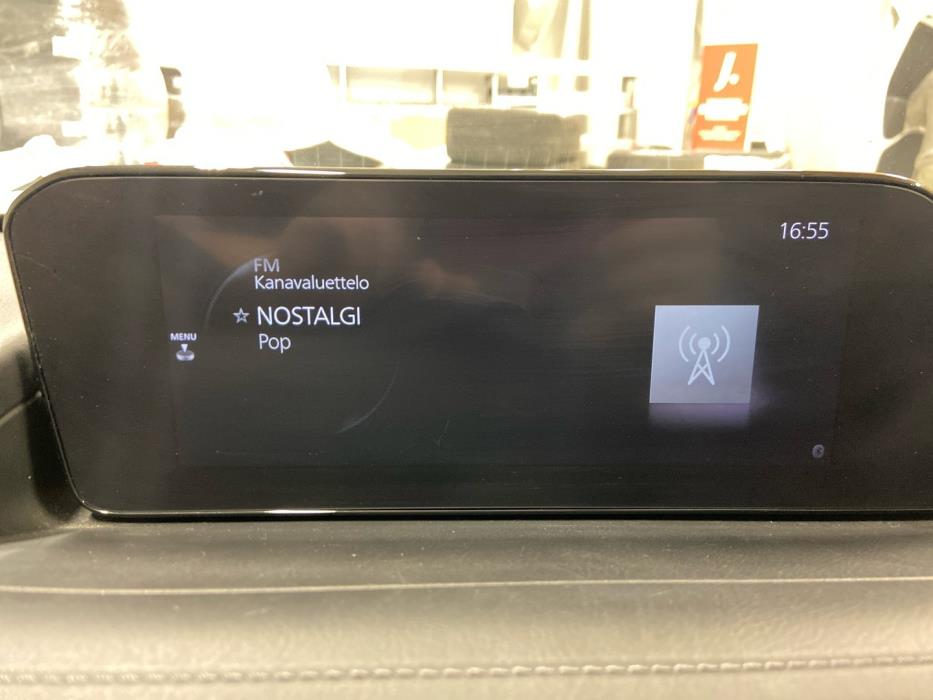 16:55
FM
Kanavaluettelo
☆ NOSTALGI
Pop
MENU